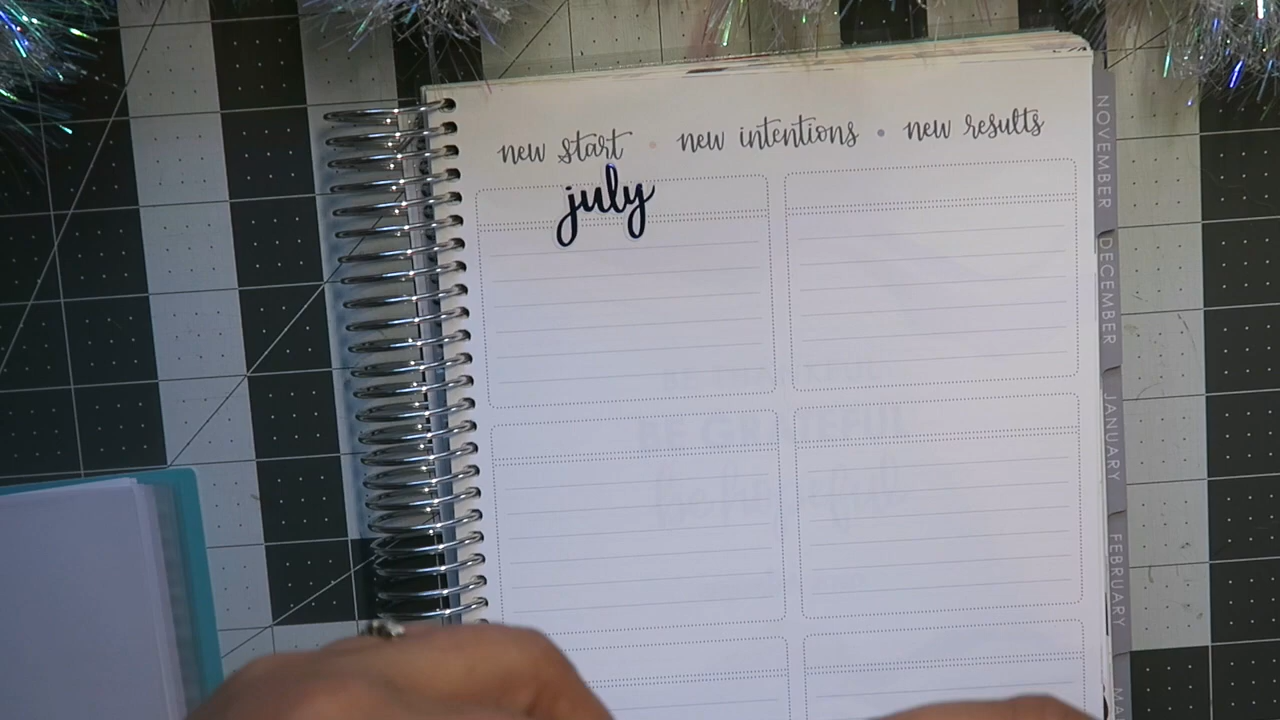 new start • new intentions • new results
july
NOVEMBER
DECEMBER
JANUARY
FEBRUARY